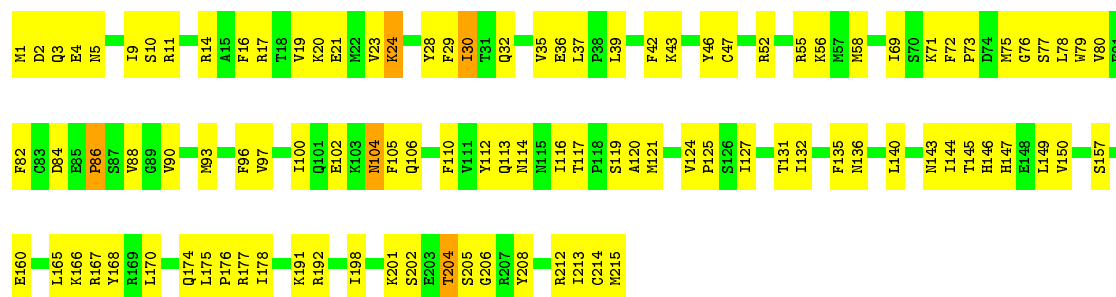 M1 D2 Q3 E4 N5 I9 S10 R11 R14 A15 F16 R17 T18 V19 K20 E21 M22 V23 K24 Y28 F29 I30 T31 Q32 V35 E36 L37 P38 L39 F42 K43 Y46 C47 R52 R55 K56 M57 M58 I69 S70 K71 F72 P73 D74 M75 G76 S77 L78 W79 V80
F82 C83 D84 E85 P86 S87 V88 G89 V90 M93 F96 V97 I100 Q101 E102 K103 N104 F105 Q106 F110 V111 Y112 Q113 N114 N115 I116 T117 P118 S119 A120 M121 V124 P125 S126 I127 T131 I132 F135 N136 L140 N143 I144 T145 H146 H147 E148 L149 V150 S157
E160 L165 K166 R167 Y168 R169 L170 Q174 L175 P176 R177 I178 K191 R192 I198 K201 S202 E203 T204 S205 G206 R207 Y208 R212 I213 C214 M215